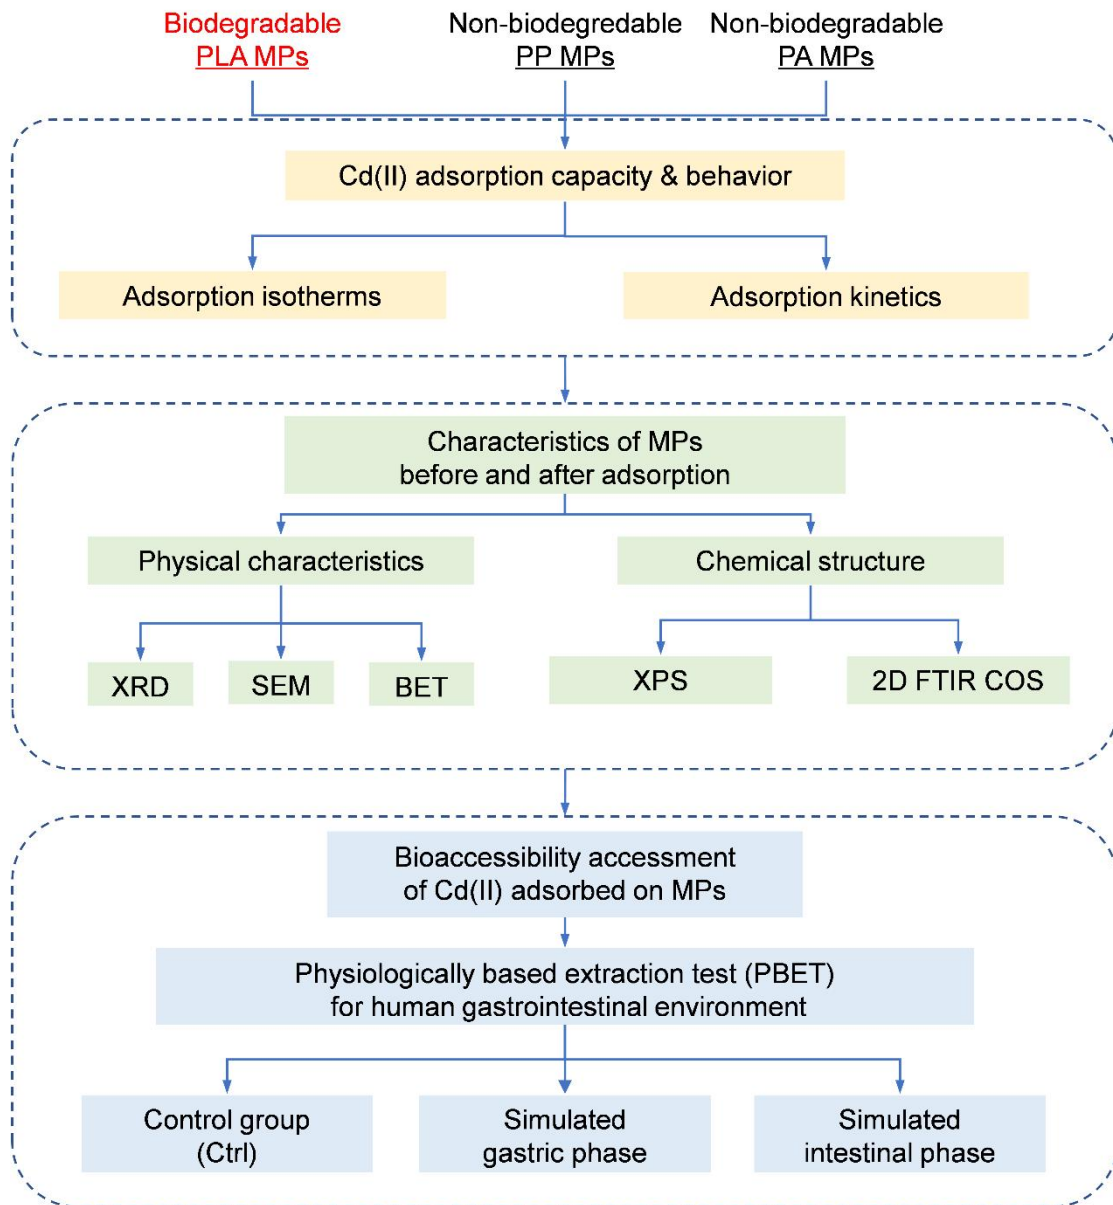 Biodegradable
PLA MPs
Non-biodegredable
PP MPs
Non-biodegradable
PA MPs
Cd(II) adsorption capacity & behavior
Adsorption isotherms
Adsorption kinetics
Characteristics of MPs
before and after adsorption
Physical characteristics
Chemical structure
XRD
SEM
BET
XPS
2D FTIR COS
Bioaccessibility accessment
of Cd(II) adsorbed on MPs
Physiologically based extraction test (PBET)
for human gastrointestinal environment
Control group
(Ctrl)
Simulated
gastric phase
Simulated
intestinal phase